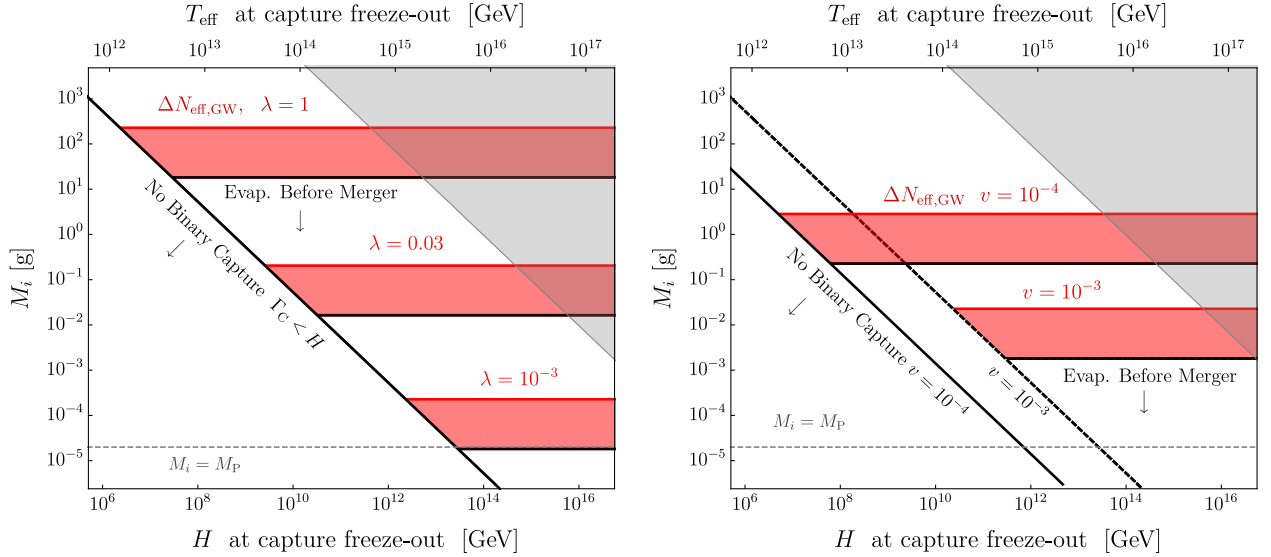 T_eff at capture freeze-out [GeV]
10^12 10^13 10^14 10^15 10^16 10^17
M_i [g]
10^3
10^2
10^1
10^0
10^-1
10^-2
10^-3
10^-4
10^-5
ΔN_eff,GW, λ = 1
Evap. Before Merger
↓
No Binary Capture Γ_C < H
↓
λ = 0.03
λ = 10^-3
M_i = M_P
10^6 10^8 10^10 10^12 10^14 10^16
H at capture freeze-out [GeV]
T_eff at capture freeze-out [GeV]
10^12 10^13 10^14 10^15 10^16 10^17
M_i [g]
10^3
10^2
10^1
10^0
10^-1
10^-2
10^-3
10^-4
10^-5
ΔN_eff,GW v = 10^-4
No Binary Capture v = 10^-4
↓
v = 10^-3
v = 10^-3
Evap. Before Merger
↓
M_i = M_P
10^6 10^8 10^10 10^12 10^14 10^16
H at capture freeze-out [GeV]